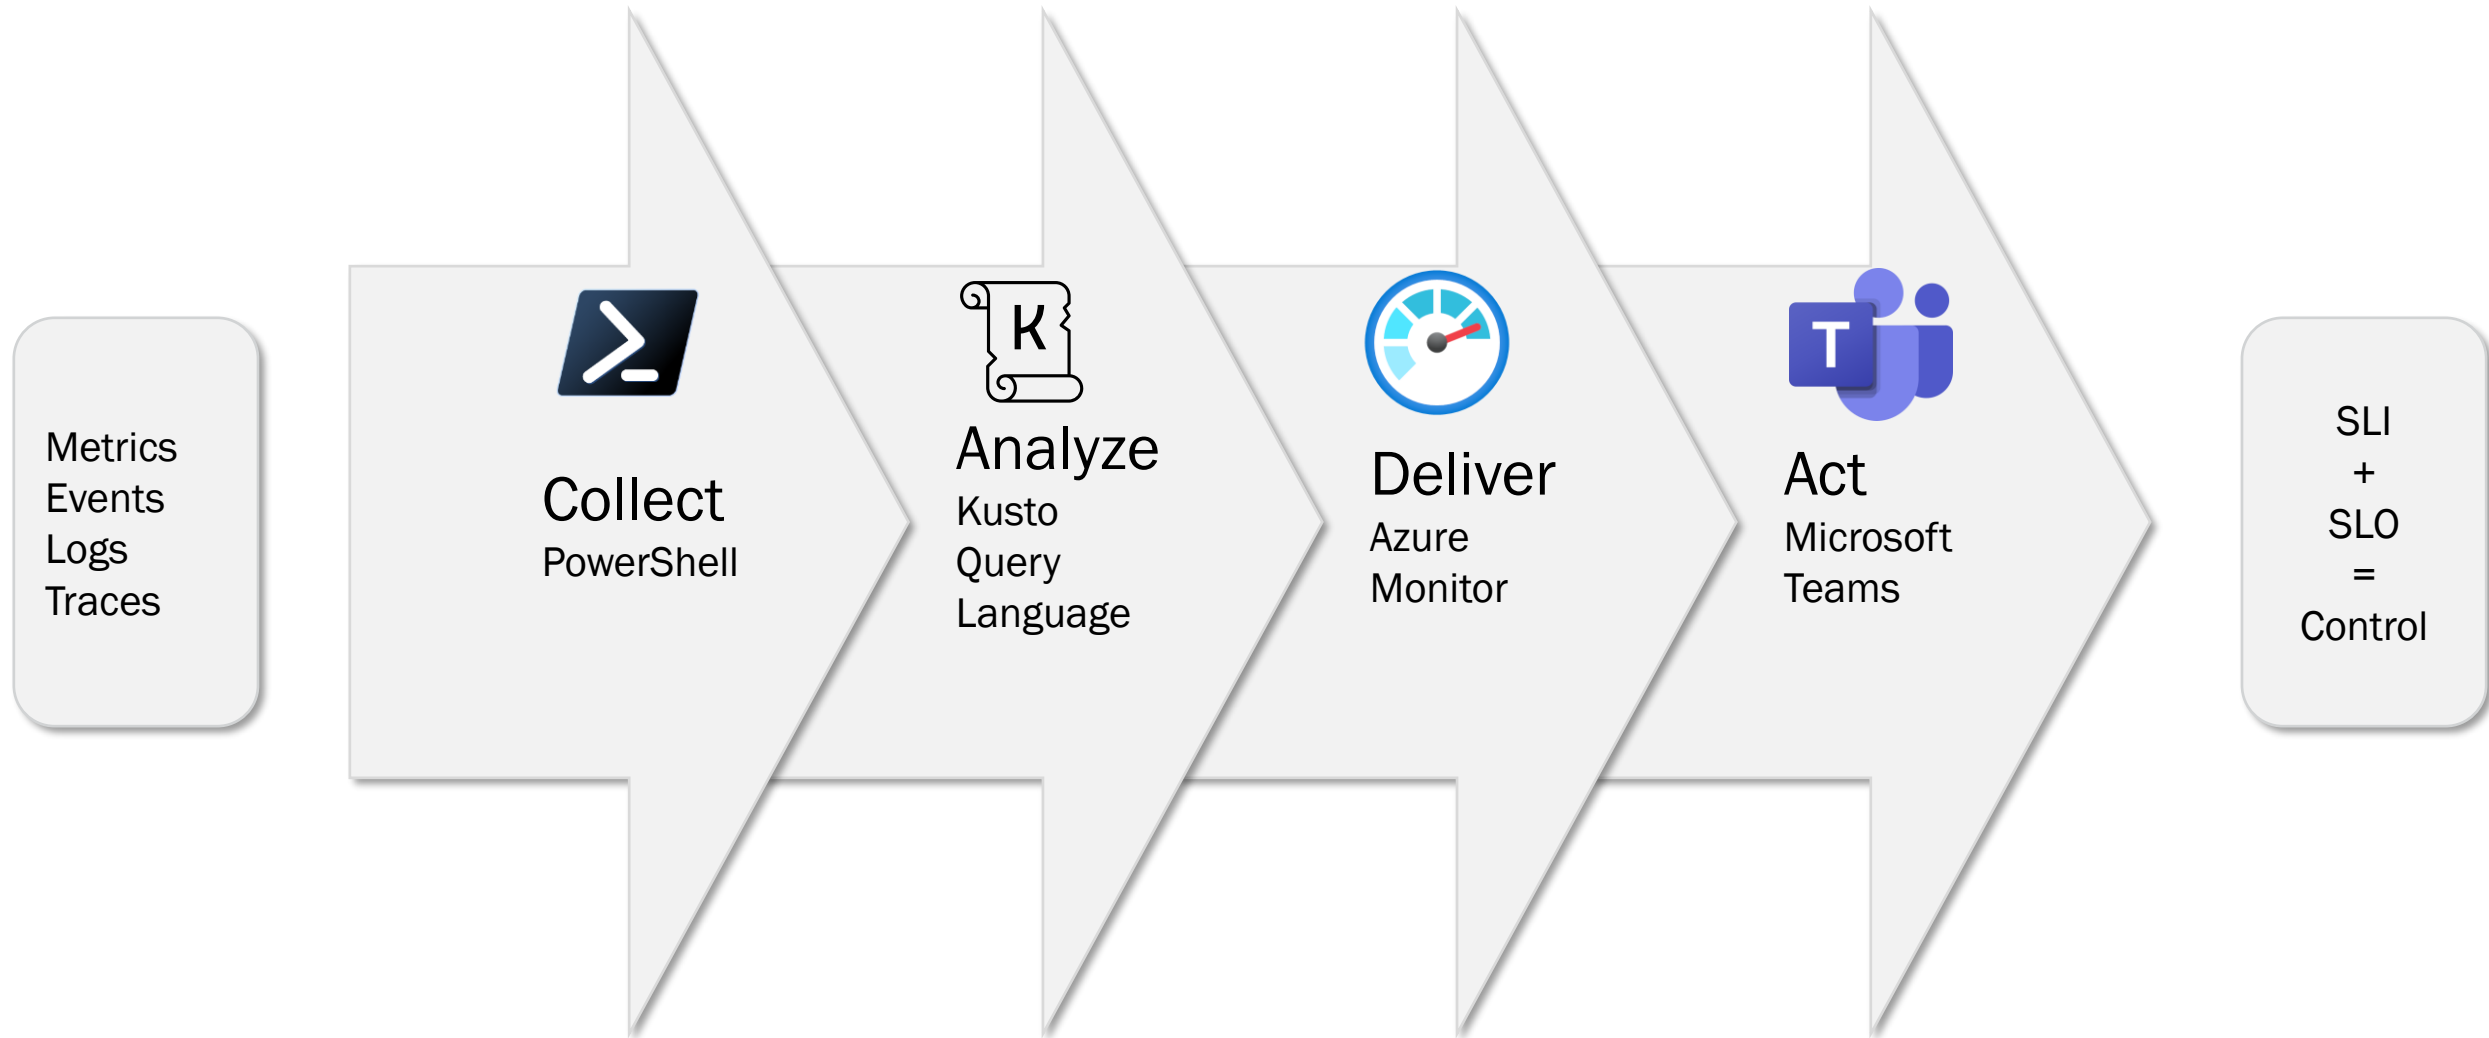 Metrics
Events
Logs
Traces
Collect
PowerShell
K
Analyze
Kusto
Query
Language
Deliver
Azure
Monitor
T
Act
Microsoft
Teams
SLI
+
SLO
=
Control